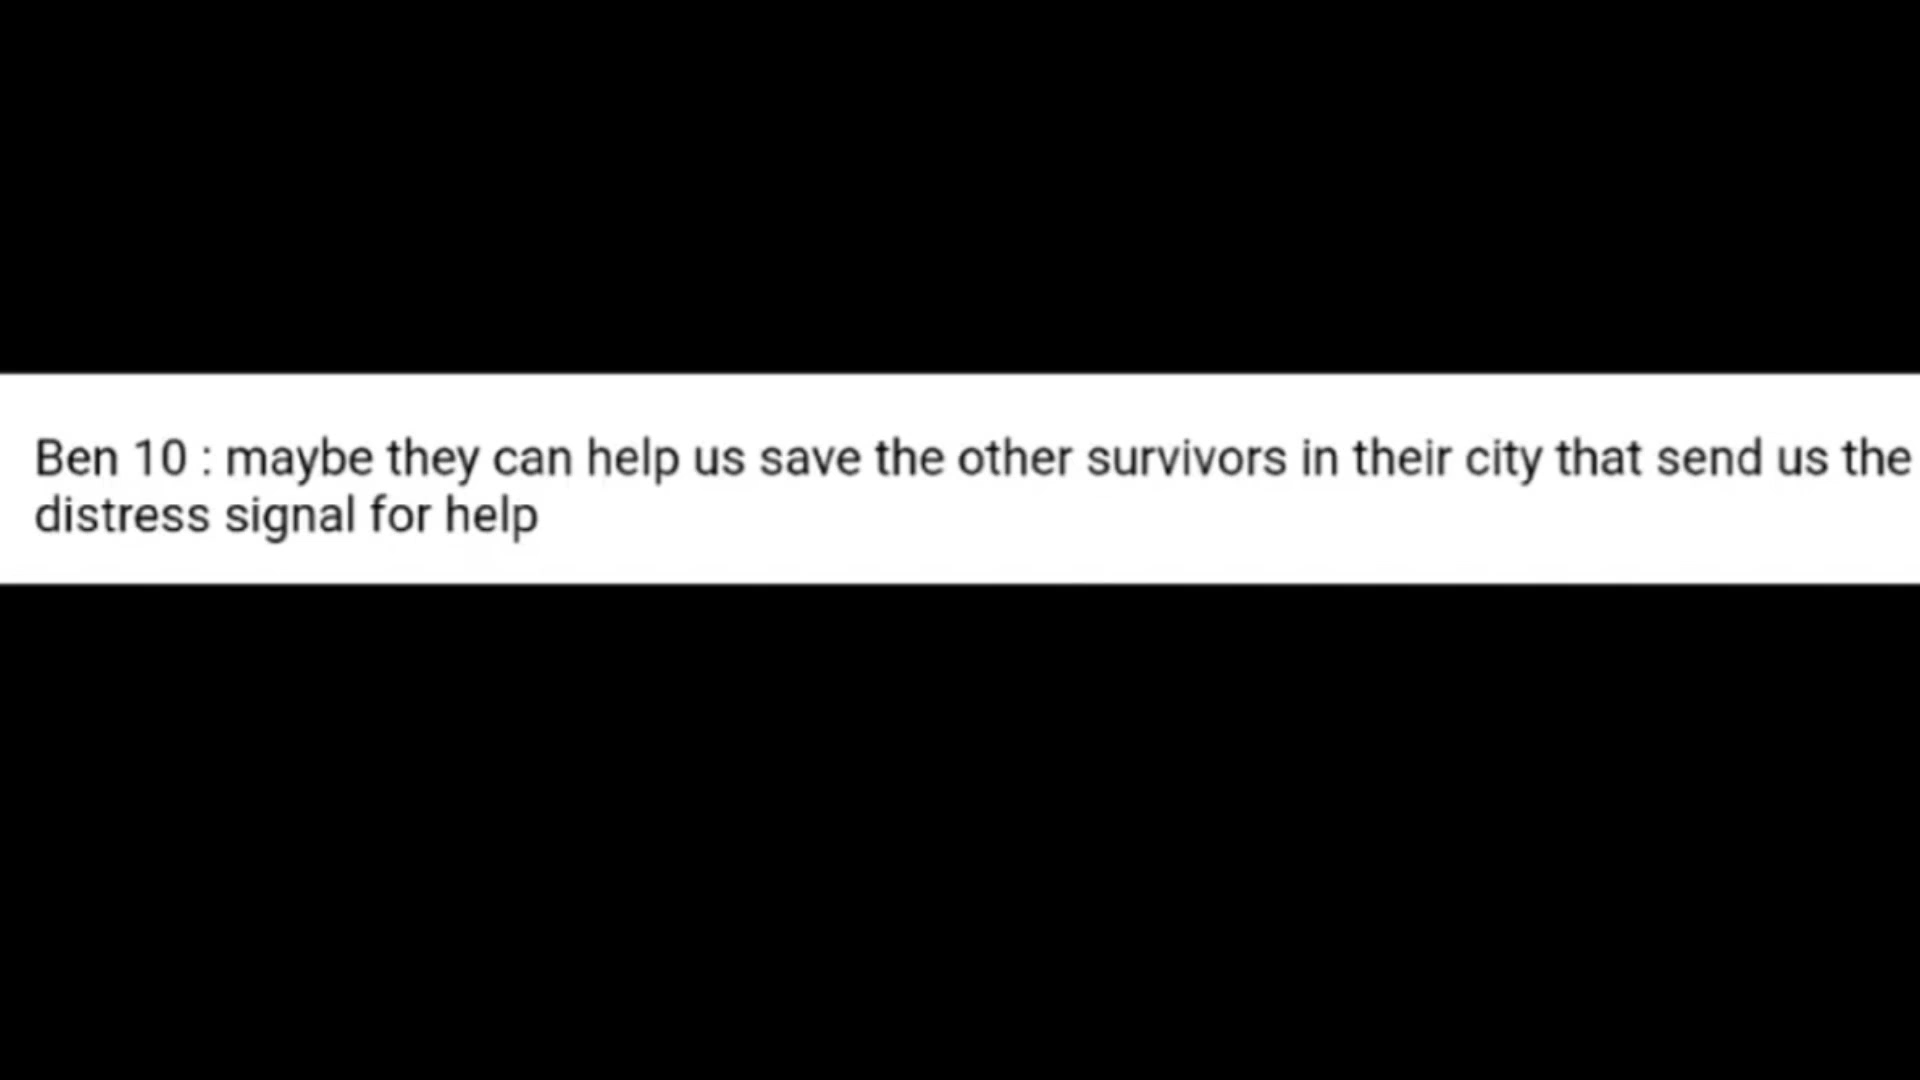 Ben 10 : maybe they can help us save the other survivors in their city that send us the
distress signal for help